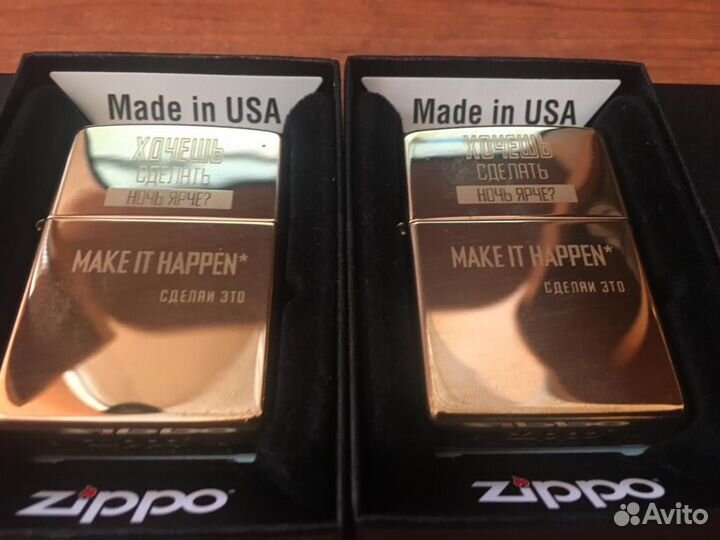 Made in USA
ХОЧЕШЬ
СДЕЛАТЬ
НОЧЬ ЯРЧЕ?
MAKE IT HAPPEN*
СДЕЛАЙ ЭТО
zippo
Made in USA
ХОЧЕШЬ
СДЕЛАТЬ
НОЧЬ ЯРЧЕ?
MAKE IT HAPPEN*
СДЕЛАЙ ЭТО
zippo
Avito